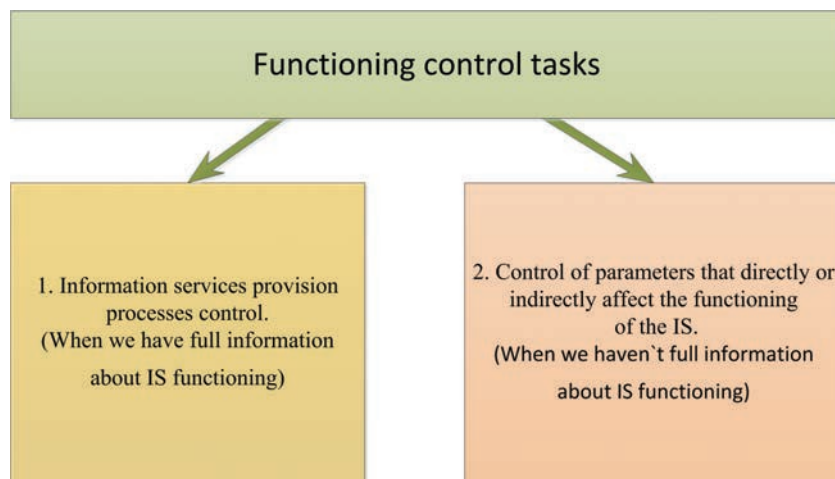 Functioning control tasks
1. Information services provision
processes control.
(When we have full information
about IS functioning)
2. Control of parameters that directly or
indirectly affect the functioning
of the IS.
(When we haven`t full information
about IS functioning)